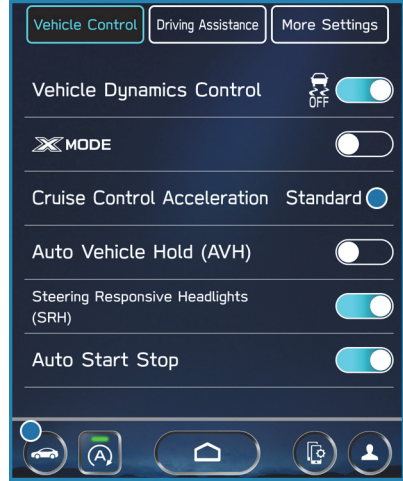 Vehicle Control
Driving Assistance
More Settings
Vehicle Dynamics Control
OFF
X MODE
Cruise Control Acceleration Standard
Auto Vehicle Hold (AVH)
Steering Responsive Headlights
(SRH)
Auto Start Stop
A